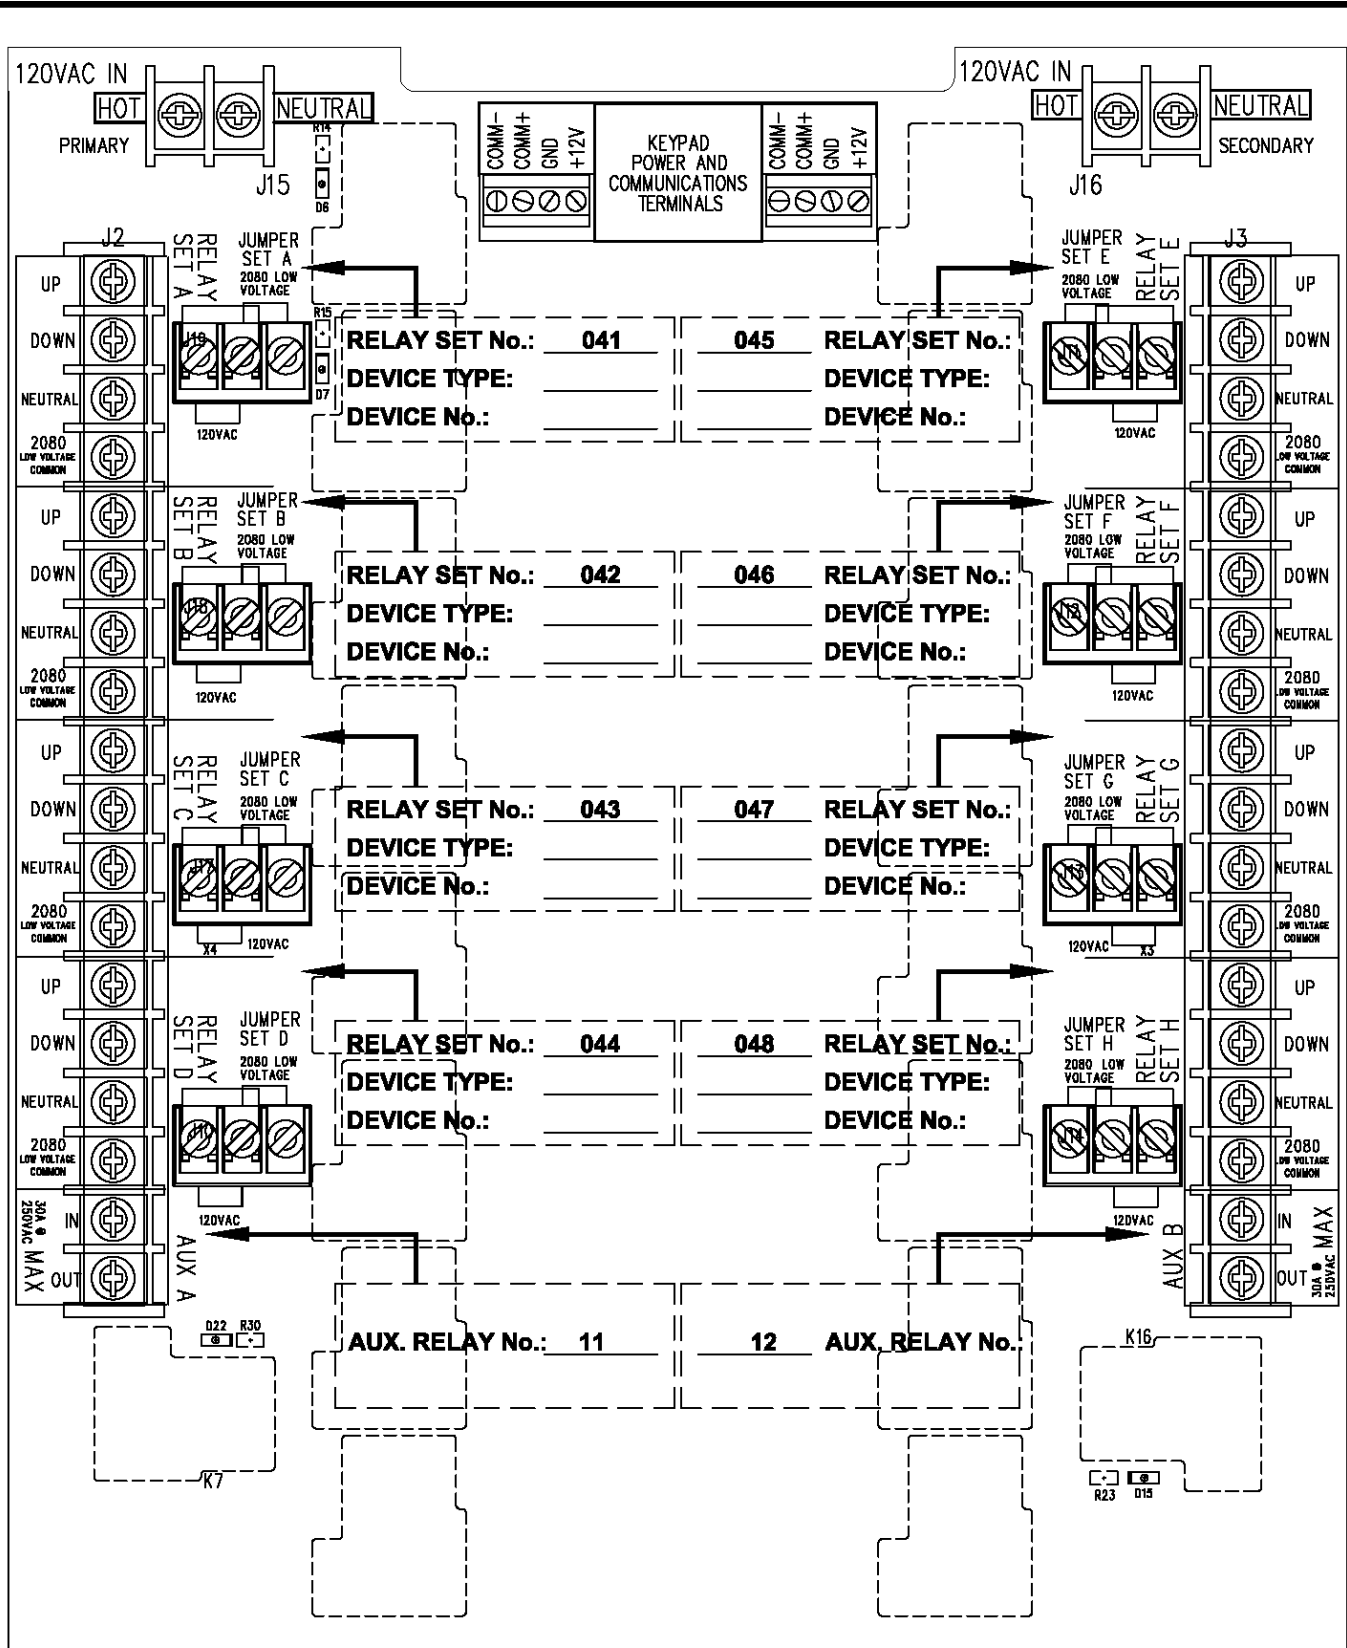 120VAC IN
HOT
NEUTRAL
PRIMARY
J15
R14
D6
COMM-
COMM+
GND
+12V
KEYPAD
POWER AND
COMMUNICATIONS
TERMINALS
COMM-
COMM+
GND
+12V
120VAC IN
HOT
NEUTRAL
SECONDARY
J16
J2
UP
DOWN
NEUTRAL
2080
LOW VOLTAGE
COMMON
RELAY
SET A
JUMPER
SET A
2080 LOW
VOLTAGE
J19
120VAC
R15
D7
RELAY SET No.: 041
DEVICE TYPE:
DEVICE No.:
045 RELAY SET No.:
DEVICE TYPE:
DEVICE No.:
JUMPER
SET E
2080 LOW
VOLTAGE
RELAY
SET E
J11
120VAC
J3
UP
DOWN
NEUTRAL
2080
LOW VOLTAGE
COMMON
UP
DOWN
NEUTRAL
2080
LOW VOLTAGE
COMMON
RELAY
SET B
JUMPER
SET B
2080 LOW
VOLTAGE
J18
120VAC
RELAY SET No.: 042
DEVICE TYPE:
DEVICE No.:
046 RELAY SET No.:
DEVICE TYPE:
DEVICE No.:
JUMPER
SET F
2080 LOW
VOLTAGE
RELAY
SET F
J12
120VAC
UP
DOWN
NEUTRAL
2080
LOW VOLTAGE
COMMON
UP
DOWN
NEUTRAL
2080
LOW VOLTAGE
COMMON
RELAY
SET C
JUMPER
SET C
2080 LOW
VOLTAGE
J17
X4
120VAC
RELAY SET No.: 043
DEVICE TYPE:
DEVICE No.:
047 RELAY SET No.:
DEVICE TYPE:
DEVICE No.:
JUMPER
SET G
2080 LOW
VOLTAGE
RELAY
SET G
J13
120VAC
X3
UP
DOWN
NEUTRAL
2080
LOW VOLTAGE
COMMON
UP
DOWN
NEUTRAL
2080
LOW VOLTAGE
COMMON
RELAY
SET D
JUMPER
SET D
2080 LOW
VOLTAGE
J10
120VAC
RELAY SET No.: 044
DEVICE TYPE:
DEVICE No.:
048 RELAY SET No.:
DEVICE TYPE:
DEVICE No.:
JUMPER
SET H
2080 LOW
VOLTAGE
RELAY
SET H
J14
120VAC
UP
DOWN
NEUTRAL
2080
LOW VOLTAGE
COMMON
30A @
250VAC
MAX
IN
OUT
AUX A
AUX. RELAY No.: 11
12 AUX. RELAY No.:
AUX B
IN
OUT
30A @
250VAC
MAX
D22
R30
K7
K16
R23
D15